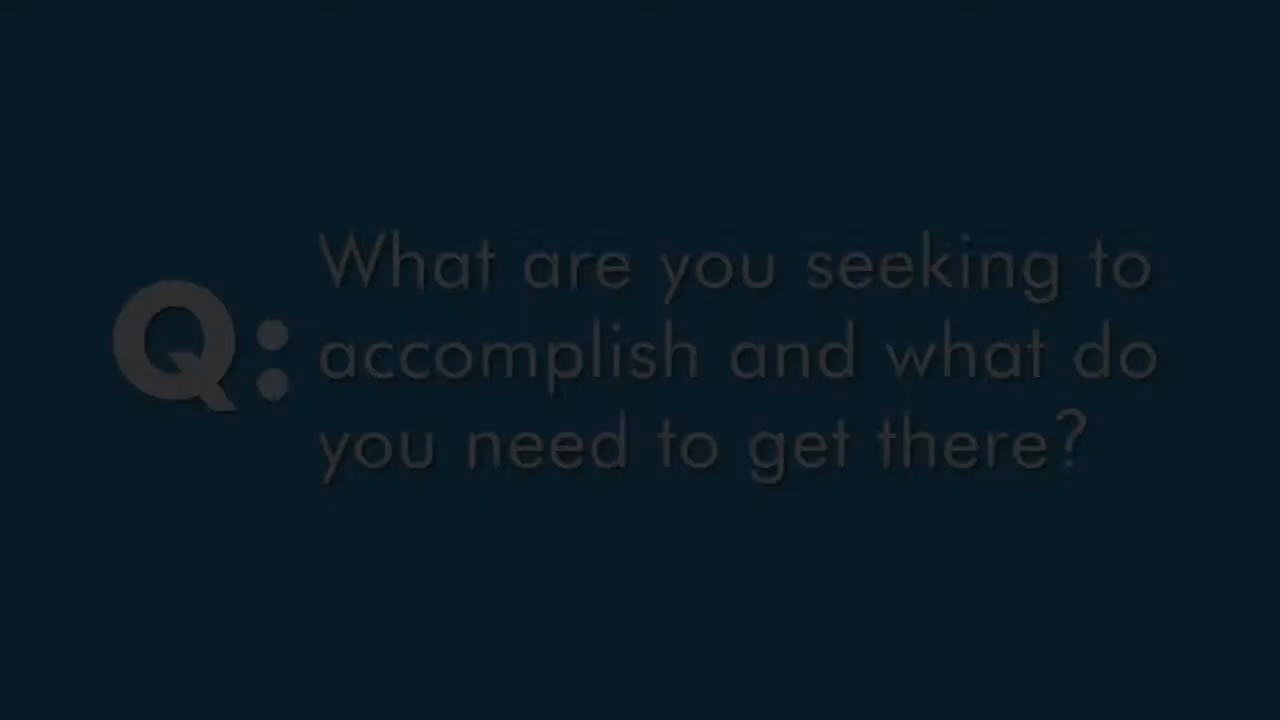 Q: What are you seeking to
accomplish and what do
you need to get there?